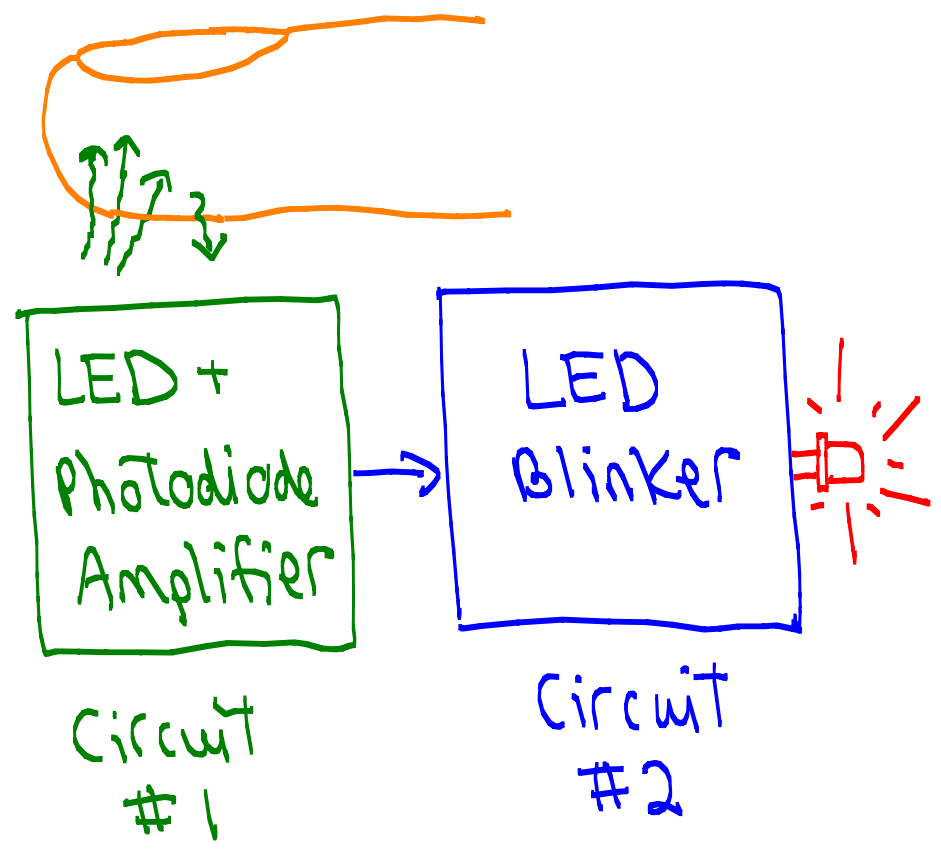 LED +
Photodiode
Amplifier
Circuit
#1
LED
Blinker
Circuit
#2